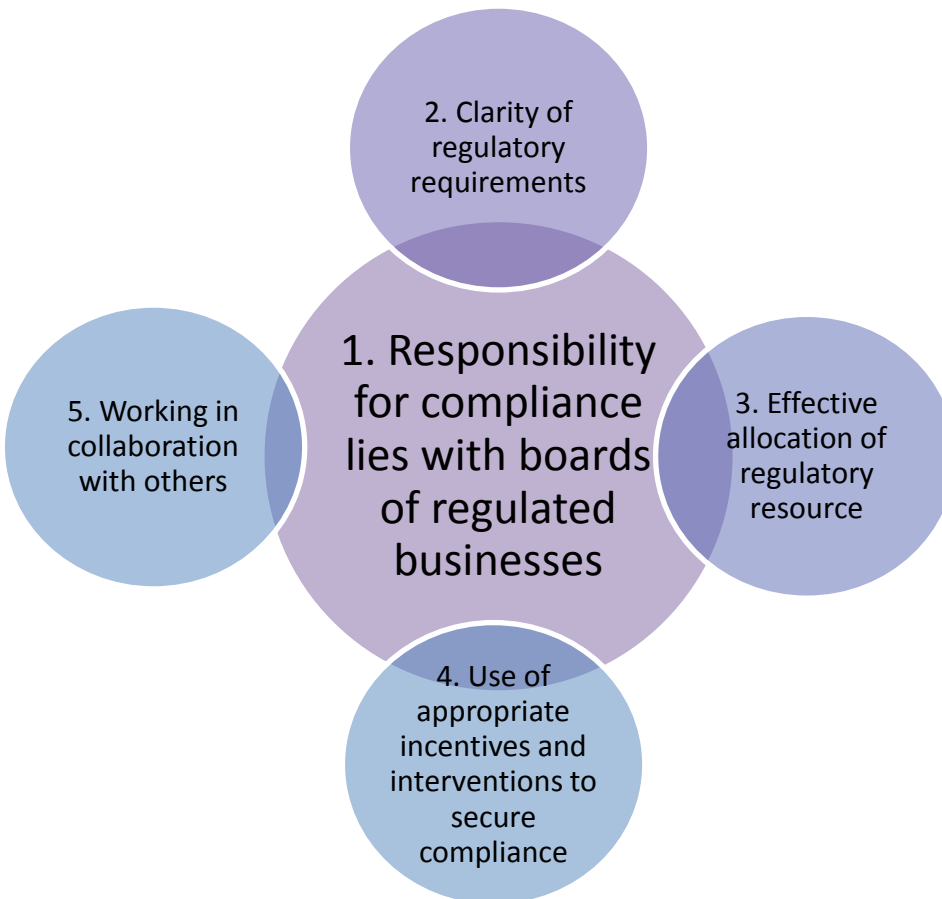 2. Clarity of
regulatory
requirements
1. Responsibility
for compliance
lies with boards
of regulated
businesses
3. Effective
allocation of
regulatory
resource
4. Use of
appropriate
incentives and
interventions to
secure
compliance
5. Working in
collaboration
with others